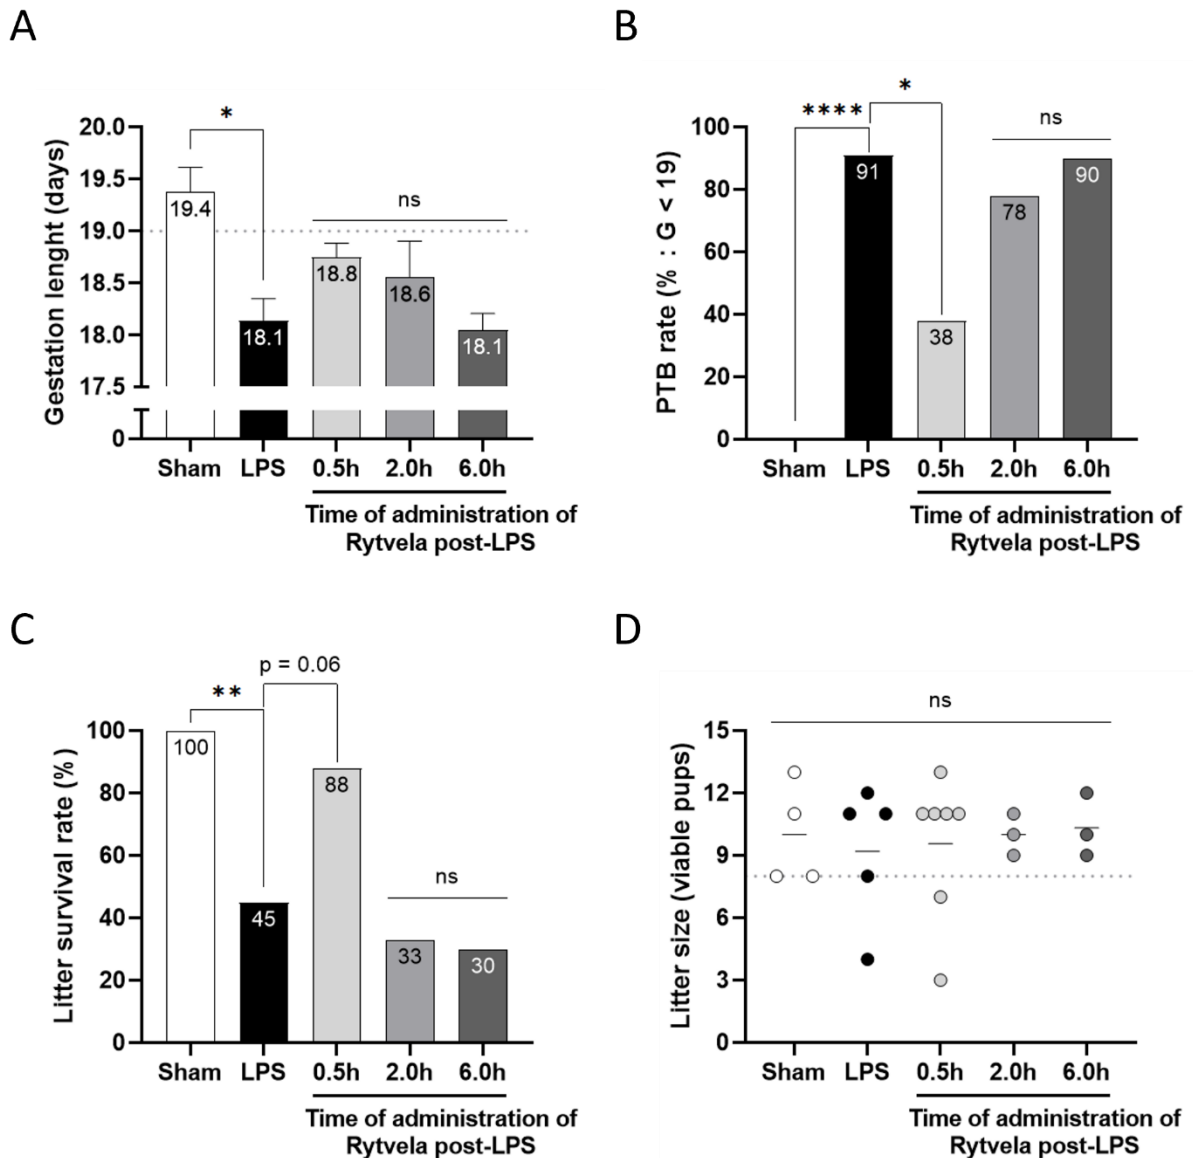 A
Gestation lenght (days)
20.0
19.5
19.0
18.5
18.0
17.5
0
*
ns
19.4
18.1
18.8
18.6
18.1
Sham LPS 0.5h 2.0h 6.0h
Time of administration of
Rytvela post-LPS
B
PTB rate (% : G < 19)
100
80
60
40
20
0
****
*
ns
91
38
78
90
Sham LPS 0.5h 2.0h 6.0h
Time of administration of
Rytvela post-LPS
C
Litter survival rate (%)
100
80
60
40
20
0
**
p = 0.06
ns
100
45
88
33
30
Sham LPS 0.5h 2.0h 6.0h
Time of administration of
Rytvela post-LPS
D
Litter size (viable pups)
15
12
9
6
3
0
ns
Sham LPS 0.5h 2.0h 6.0h
Time of administration of
Rytvela post-LPS